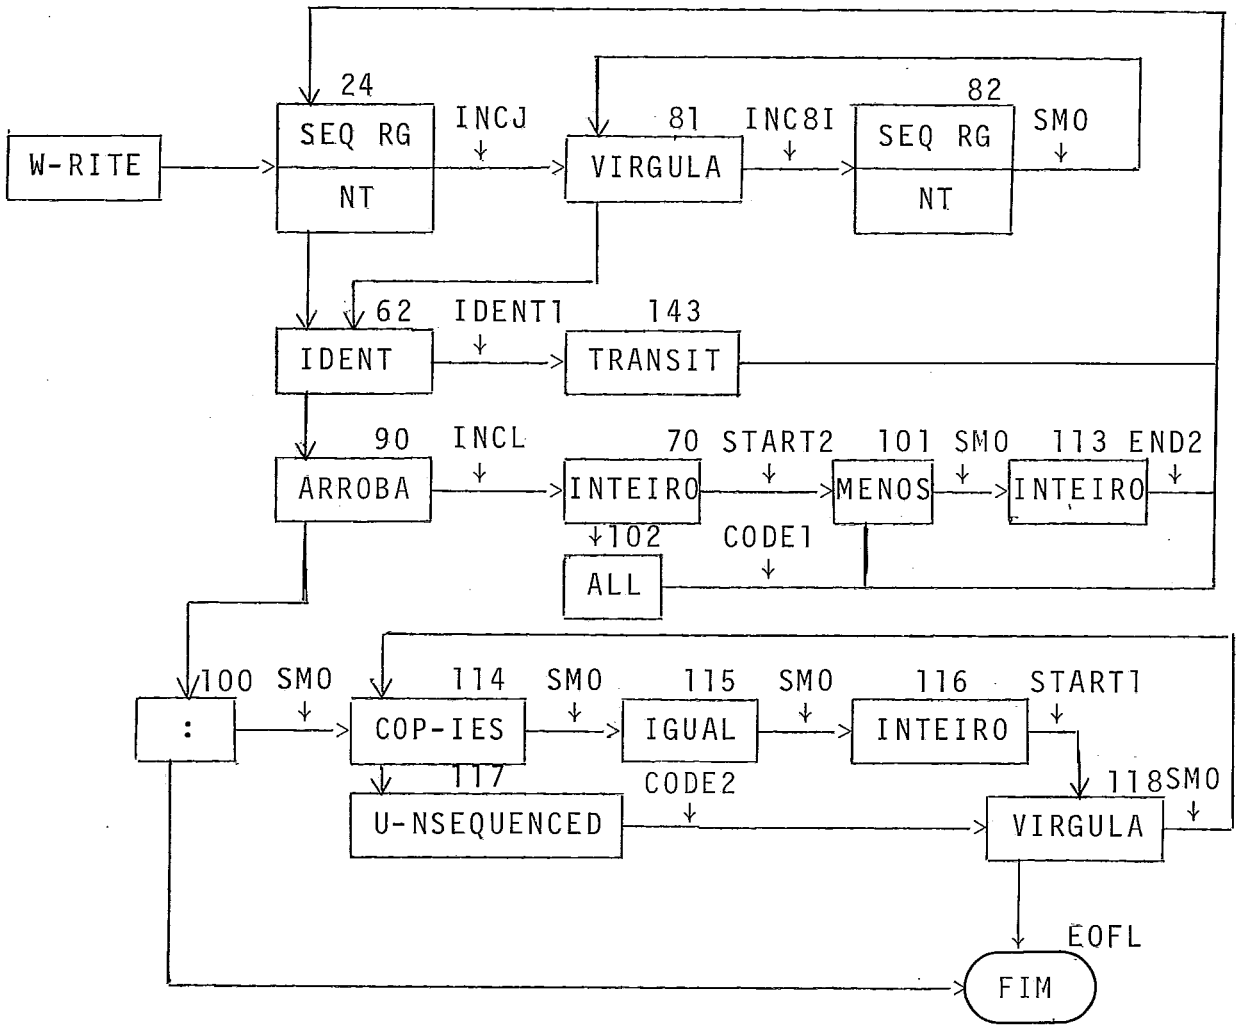 24
SEQ RG
NT
INCJ
81
VIRGULA
INC8I
82
SEQ RG
NT
SMO
W-RITE
62
IDENT
IDENT1
143
TRANSIT
90
ARROBA
INCL
70
INTEIRO
START2
101
MENOS
SMO
113
INTEIRO
END2
102
ALL
CODE1
100
:
SMO
114
COP-IES
SMO
115
IGUAL
SMO
116
INTEIRO
START1
117
U-NSEQUENCED
CODE2
118
VIRGULA
SMO
EOFL
FIM